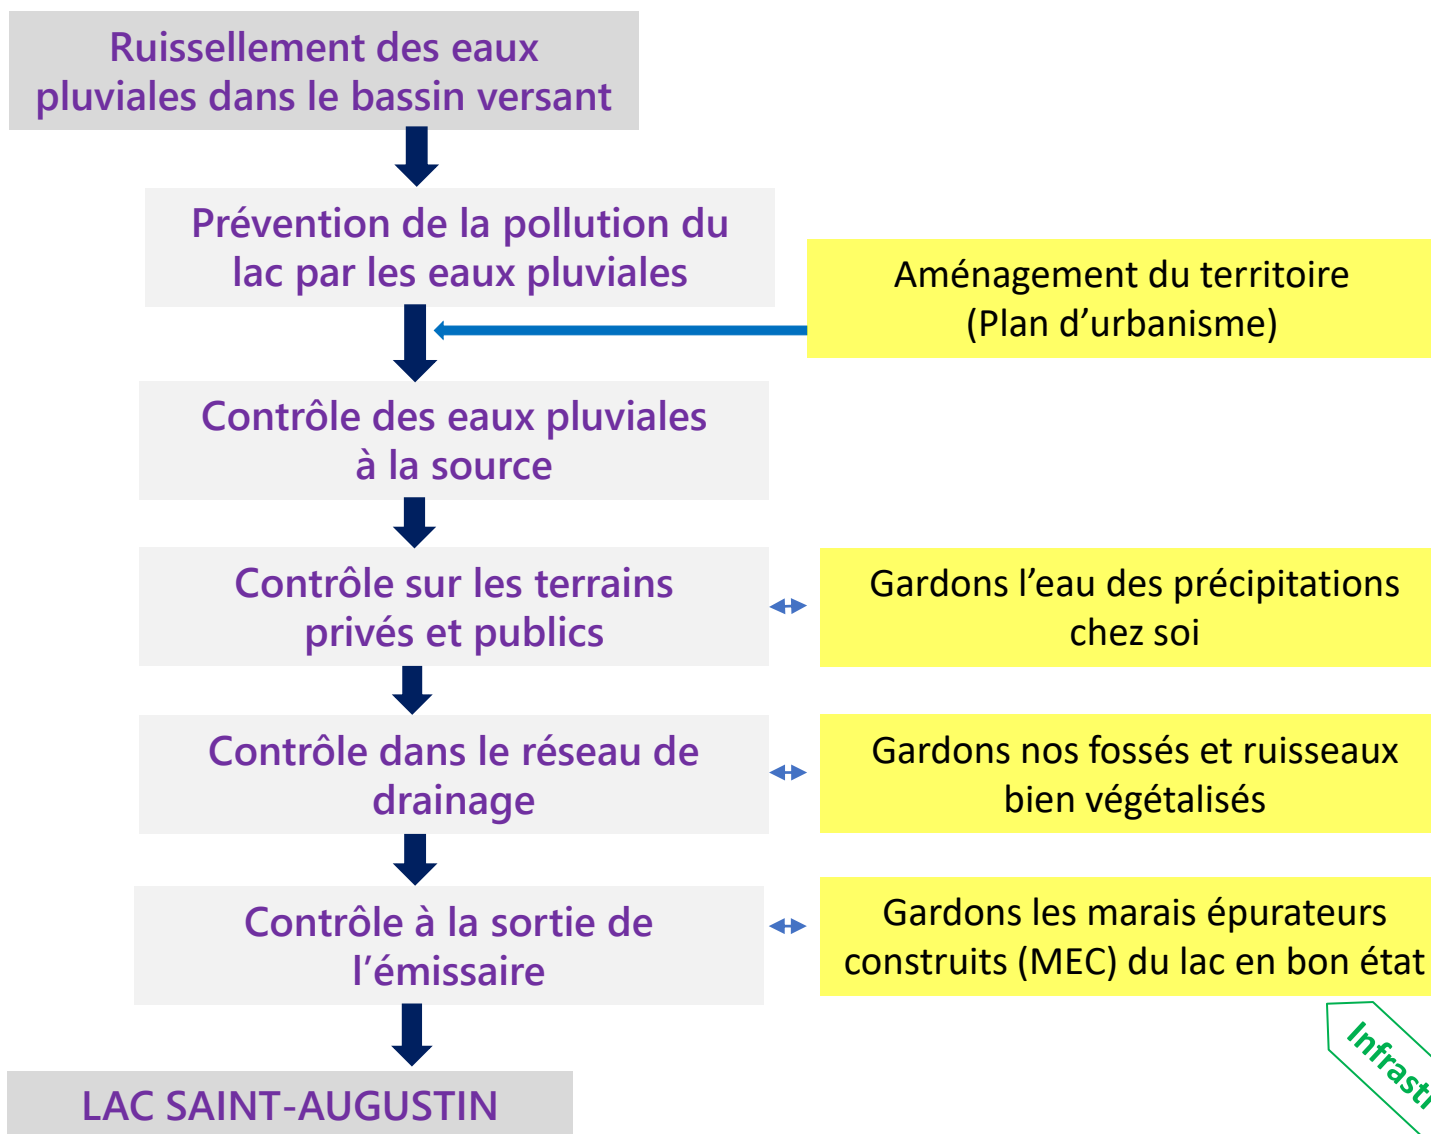 Ruissellement des eaux
pluviales dans le bassin versant
Prévention de la pollution du
lac par les eaux pluviales
Aménagement du territoire
(Plan d’urbanisme)
Contrôle des eaux pluviales
à la source
Contrôle sur les terrains
privés et publics
Gardons l’eau des précipitations
chez soi
Contrôle dans le réseau de
drainage
Gardons nos fossés et ruisseaux
bien végétalisés
Contrôle à la sortie de
l’émissaire
Gardons les marais épurateurs
construits (MEC) du lac en bon état
LAC SAINT-AUGUSTIN